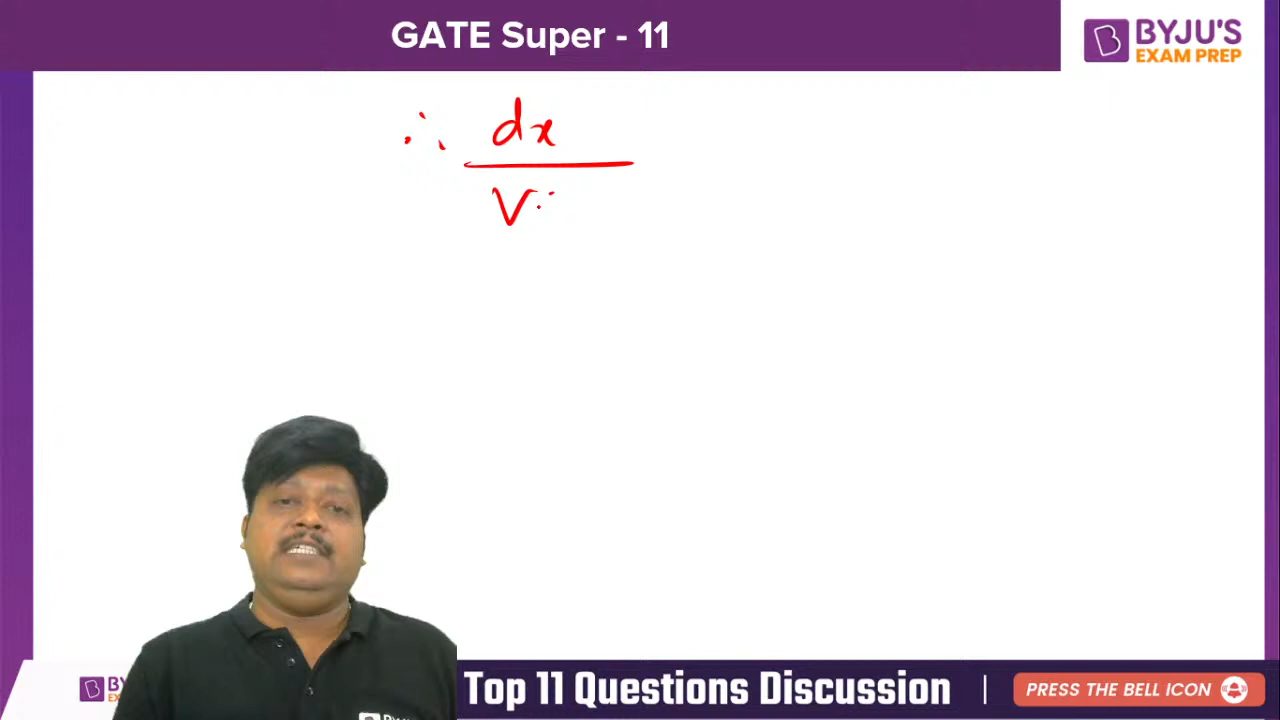 GATE Super - 11
BYJU'S
EXAM PREP
∴ dx
V
Top 11 Questions Discussion
PRESS THE BELL ICON